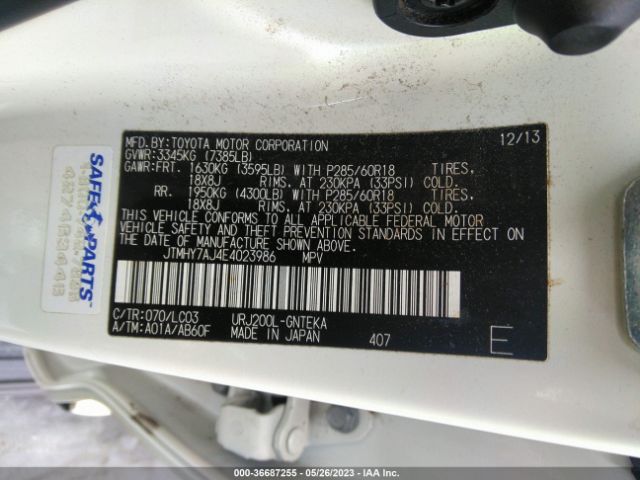 MFD.BY: TOYOTA MOTOR CORPORATION 12/13
GVWR: 3345KG (7385LB)
GAWR:FRT. 1630KG (3595LB) WITH P285/60R18 TIRES,
18X8J RIMS, AT 230KPA (33PSI) COLD.
RR. 1950KG (4300LB) WITH P285/60R18 TIRES,
18X8J RIMS, AT 230KPA (33PSI) COLD.
THIS VEHICLE CONFORMS TO ALL APPLICABLE FEDERAL MOTOR
VEHICLE SAFETY AND THEFT PREVENTION STANDARDS IN EFFECT ON
THE DATE OF MANUFACTURE SHOWN ABOVE.
JTMHY7AJ4E4023986 MPV
C/TR:070/LC03 URJ200L-GNTEKA
A/TM:A01A/AB60F MADE IN JAPAN 407 E
SAFE PARTS
000-36687255 - 05/26/2023 - IAA Inc.